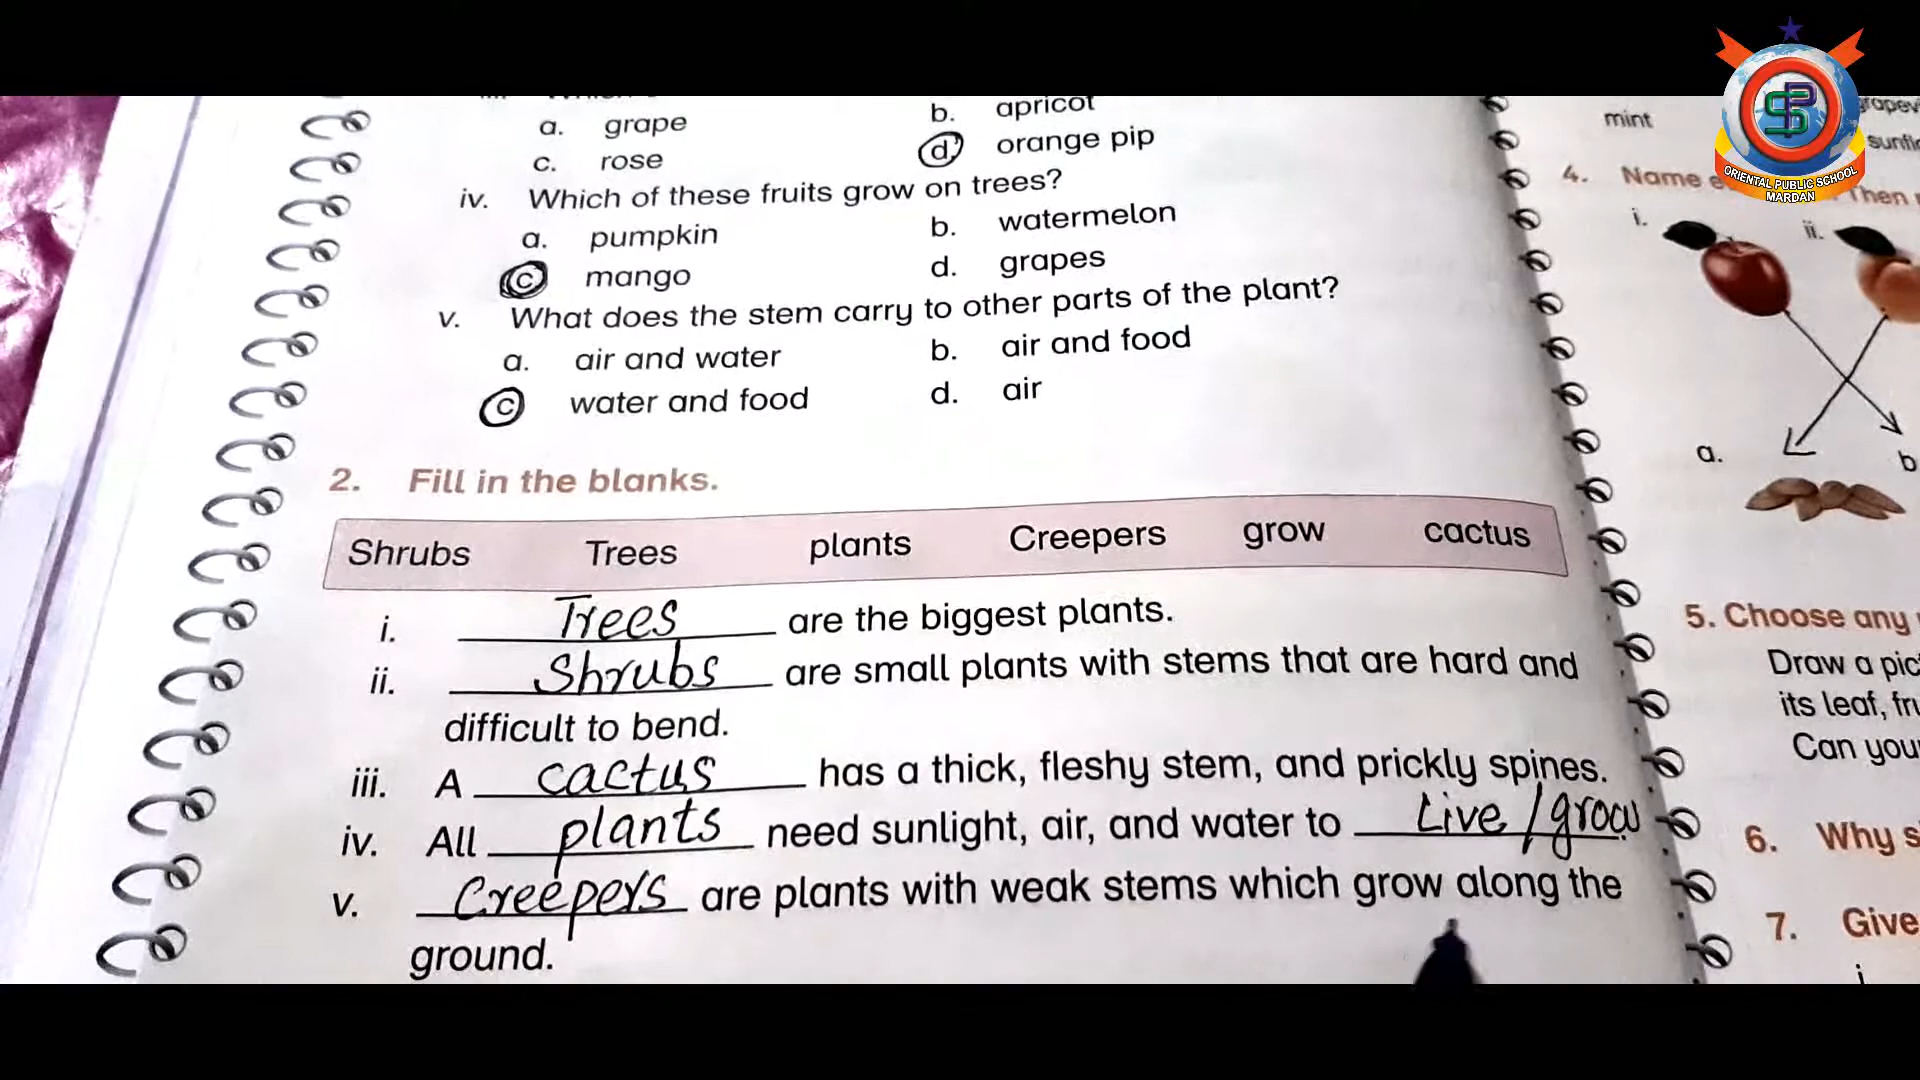 b. apricot
a. grape
c. rose
d. orange pip
iv. Which of these fruits grow on trees?
a. pumpkin
b. watermelon
c mango
d. grapes
v. What does the stem carry to other parts of the plant?
a. air and water
b. air and food
c water and food
d. air
2. Fill in the blanks.
Shrubs Trees plants Creepers grow cactus
i. Trees are the biggest plants.
ii. Shrubs are small plants with stems that are hard and
difficult to bend.
iii. A cactus has a thick, fleshy stem, and prickly spines.
iv. All plants need sunlight, air, and water to Live/grow.
v. Creepers are plants with weak stems which grow along the
ground.
mint
4. Name
Then
i.
ii.
a.
b
5. Choose any
Draw a
its leaf,
Can you
6. Why
7. Give
i
SP
ORIENTAL PUBLIC SCHOOL
MARDAN